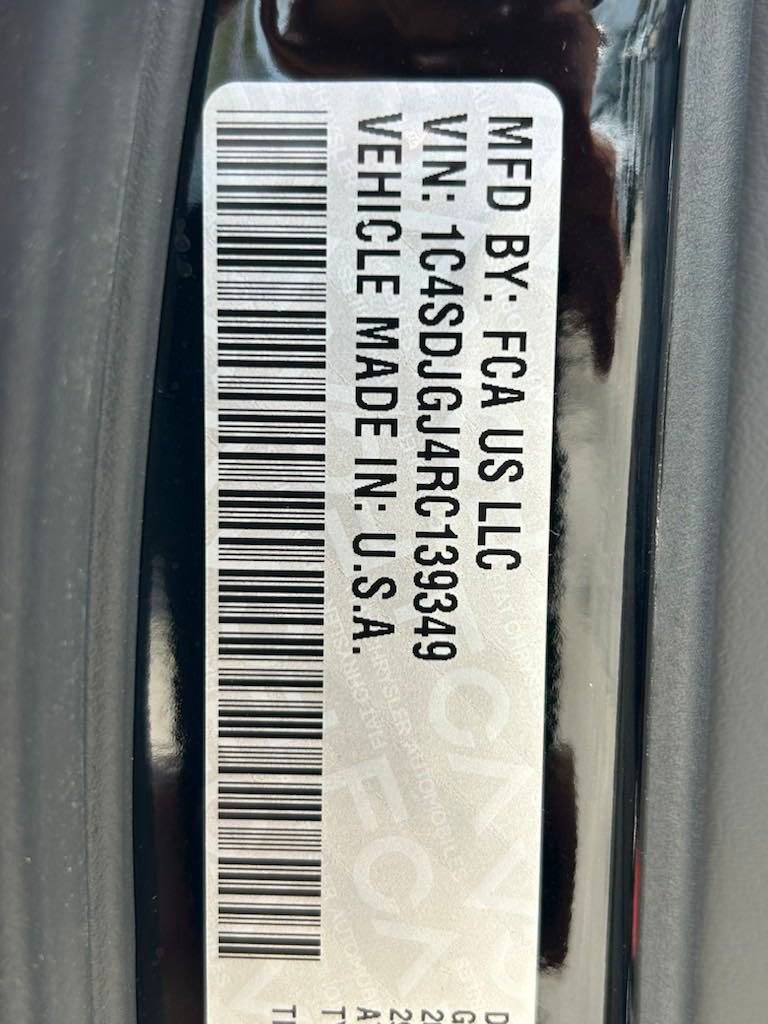 MFD BY: FCA US LLC
VIN: 1C4SDJGJ4RC139349
VEHICLE MADE IN: U.S.A.